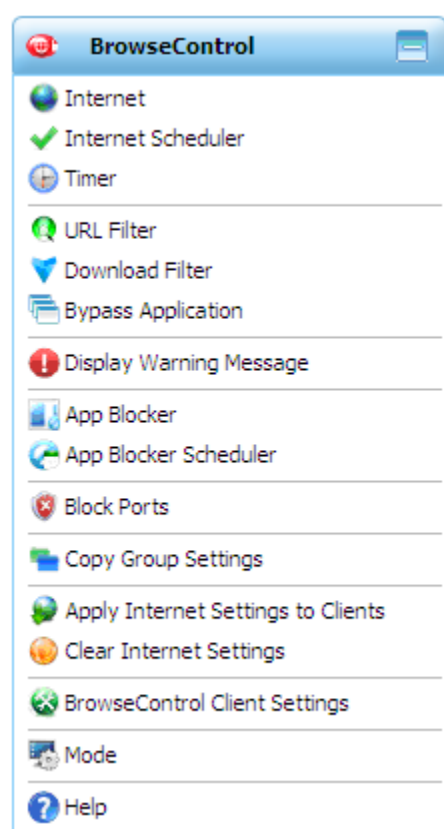 BrowseControl
Internet
Internet Scheduler
Timer
URL Filter
Download Filter
Bypass Application
Display Warning Message
App Blocker
App Blocker Scheduler
Block Ports
Copy Group Settings
Apply Internet Settings to Clients
Clear Internet Settings
BrowseControl Client Settings
Mode
Help